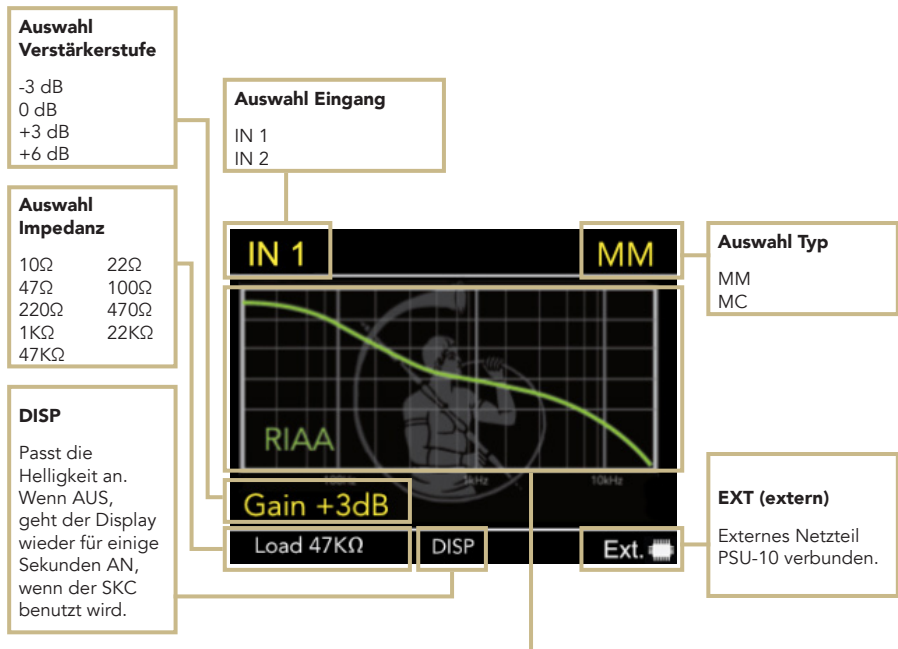 Auswahl
Verstärkerstufe
-3 dB
0 dB
+3 dB
+6 dB
Auswahl Eingang
IN 1
IN 2
Auswahl
Impedanz
10Ω 22Ω
47Ω 100Ω
220Ω 470Ω
1KΩ 22KΩ
47KΩ
DISP
Passt die
Helligkeit an.
Wenn AUS,
geht der Display
wieder für einige
Sekunden AN,
wenn der SKC
benutzt wird.
IN 1 MM
RIAA
100Hz 1kHz 10kHz
Gain +3dB
Load 47KΩ DISP Ext.
Auswahl Typ
MM
MC
EXT (extern)
Externes Netzteil
PSU-10 verbunden.